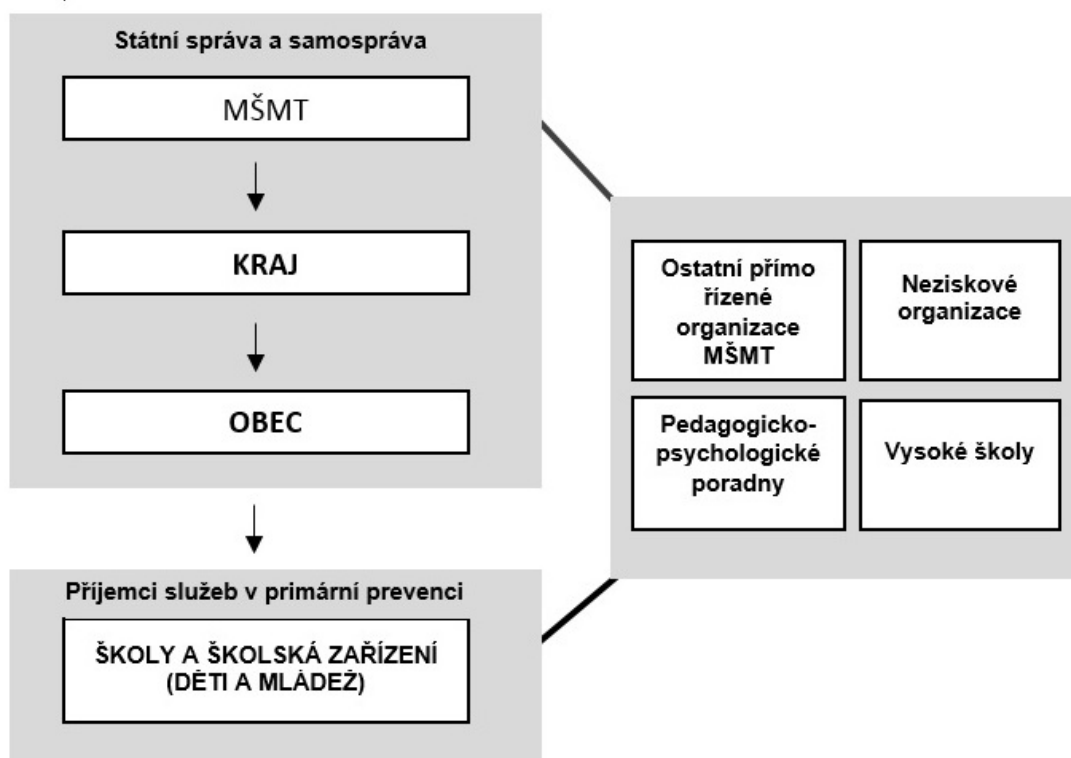 Státní správa a samospráva
MŠMT
KRAJ
OBEC
Příjemci služeb v primární prevenci
ŠKOLY A ŠKOLSKÁ ZAŘÍZENÍ
(DĚTI A MLÁDEŽ)
Ostatní přímo
řízené
organizace
MŠMT
Neziskové
organizace
Pedagogicko-
psychologické
poradny
Vysoké školy